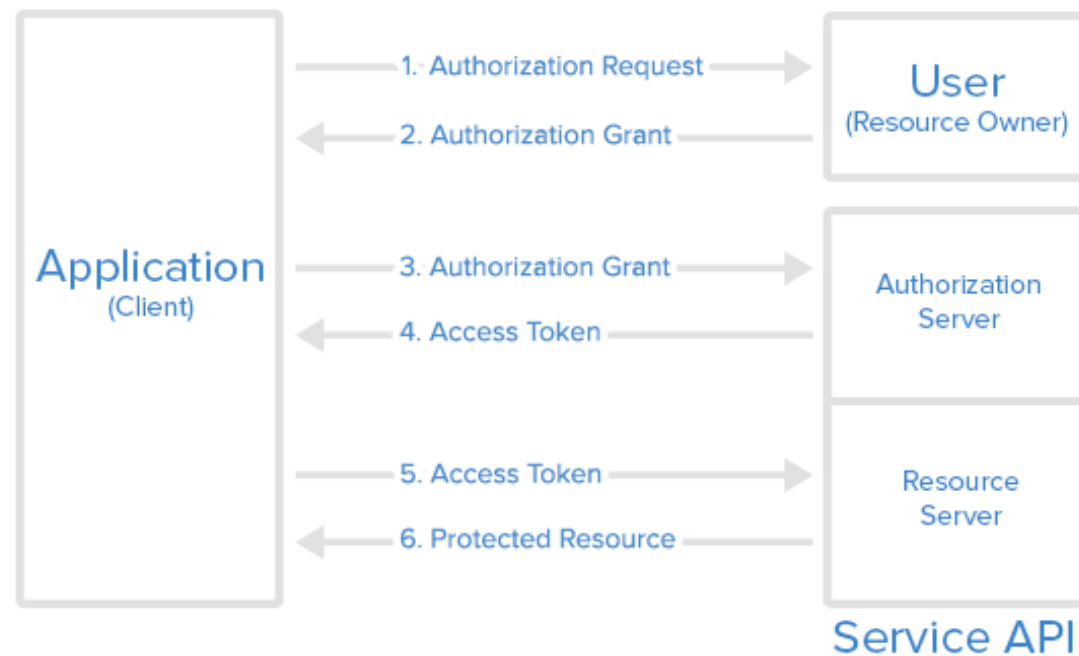 1. Authorization Request
User
(Resource Owner)
2. Authorization Grant
Application
(Client)
3. Authorization Grant
Authorization
Server
4. Access Token
5. Access Token
Resource
Server
6. Protected Resource
Service API